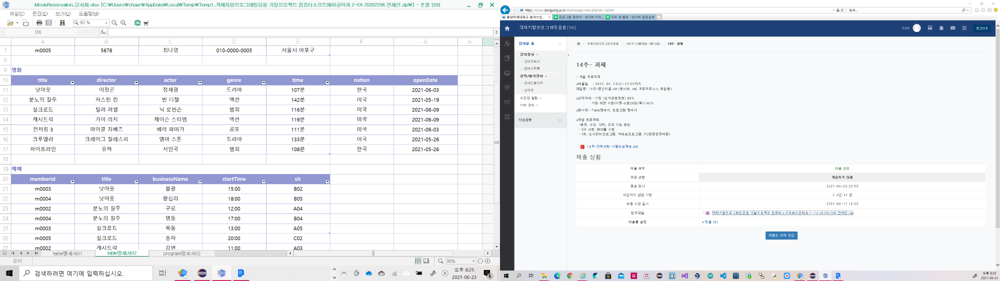 MovieReservation_문서화.xlsx [C:\Users\chaer\AppData\Local\Temp\Temp1_객체지향프로그래밍응용 기말프로젝트 컴퓨터소프트웨어공학과 2-YA 20202296 전채린.zip\] - 흔셀 뷰어
파일(F) 편집(E) 보기(U) 도움말(H)
90 %
I36
A B C D E F G H
7 m0005 5678 최나영 010-0000-0005 서울시 마포구
8
9 영화
10 title director actor genre time nation openDate
11 낫아웃 이정곤 정재광 드라마 107분 한국 2021-06-03
12 분노의 질주 저스틴 린 빈 디젤 액션 142분 미국 2021-05-19
13 실크로드 틸러 러셀 닉 로빈슨 범죄 116분 미국 2021-06-09
14 캐시트럭 가이 리치 제이슨 스타뎀 액션 119분 미국 2021-06-09
15 컨저링 3 마이클 차베즈 베라 파미가 공포 111분 미국 2021-06-03
16 크루엘라 크레이그 질레스피 엠마 스톤 드라마 133분 미국 2021-05-26
17 파이프라인 유하 서인국 범죄 108분 한국 2021-05-26
18
19 예매
20 memberId title businessName startTime sit
21 m0003 낫아웃 불광 15:00 B02
22 m0004 낫아웃 왕십리 18:00 B05
23 m0002 분노의 질주 구로 12:00 A04
24 m0004 분노의 질주 명동 17:00 B04
25 m0003 실크로드 목동 13:00 A05
26 m0005 실크로드 송파 20:00 C02
27 m0002 캐시트럭 강변 11:00 A03
table명세서01 table명세서02 program명세서02
준비 90%
검색하려면 여기에 입력하십시오.
오후 8:25
2021-06-23
6
https://eclass.dongyang.ac.kr/mod/assign/view.php?id=142045
검색...
동양미래대학교 원격수업... 프로그램 명세서 : 네이버 이미... 자바 색 종류 : 네이버 통합검색
객체지향프로그래밍응용[YA]
전채린
로그아웃
강의실 홈
강의정보
- 강의계획서
- 참여자목록
성적/출석관리
- 온라인출석부
- 성적부
수강생 알림
기타 관리
학습활동
객체지향프로그래밍응용 14주차-(6월04일-6월10일) 14주- 과제
14주- 과제
- 개별 프로젝트
o제출일 : 2021. 06. 23(수) 23:55까지
파일명: 14주-본인이름.zip (문서화, sql, 프로젝트소스 포함용)
o성적처리 : 기말 (실기프로젝트) 60%
기말 대면 시험(이론-6월24일(목)) 40%
o문서화 : Table명세서, 프로그램 명세서
o개별 프로젝트
-등록, 수정, 삭제, 조회 기능 포함
- DB 사용, 테이블 사용
- (예, 도서관리프로그램, 커피숍프로그램, PC방운영관리등)
14주-객체지향-기말프로젝트.pdf
제출 상황
제출 여부 제출 완료
채점 상황 채점되지 않음
종료 일시 2021-06-23 23:55
마감까지 남은 기한 3 시간 41 분
최종 수정 일시 2021-06-17 14:00
첨부파일 객체지향프로그래밍응용 기말프로젝트 컴퓨터소프트웨어공학과 2-YA 20202296 전채린.zip
제출물 설명 댓글 (0)
제출한 과제 편집
오후 8:25
2021-06-23